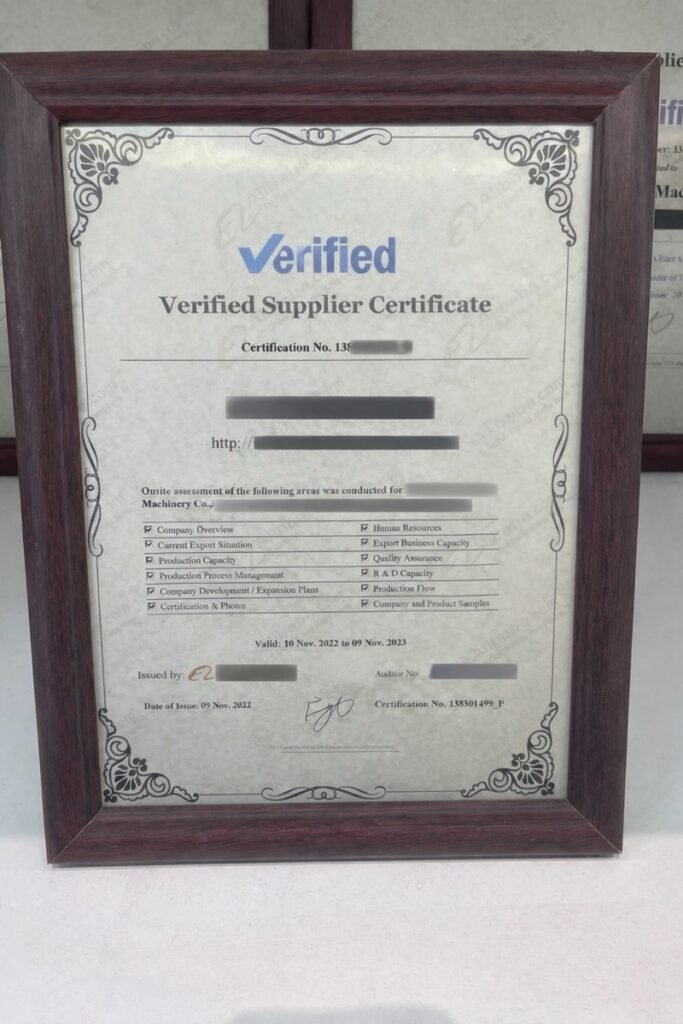 Verified
Verified Supplier Certificate
Certification No. 138
http://
Onsite assessment of the following areas was conducted for
Machinery Co.,
Company Overview
Human Resources
Current Export Situation
Export Business Capacity
Production Capacity
Quality Assurance
Production Process Management
R & D Capacity
Company Development / Expansion Plans
Production Flow
Certification & Photos
Company and Product Samples
Valid: 10 Nov. 2022 to 09 Nov. 2023
Issued by:
Auditor No:
Date of Issue: 09 Nov. 2022
Certification No. 138301499_P